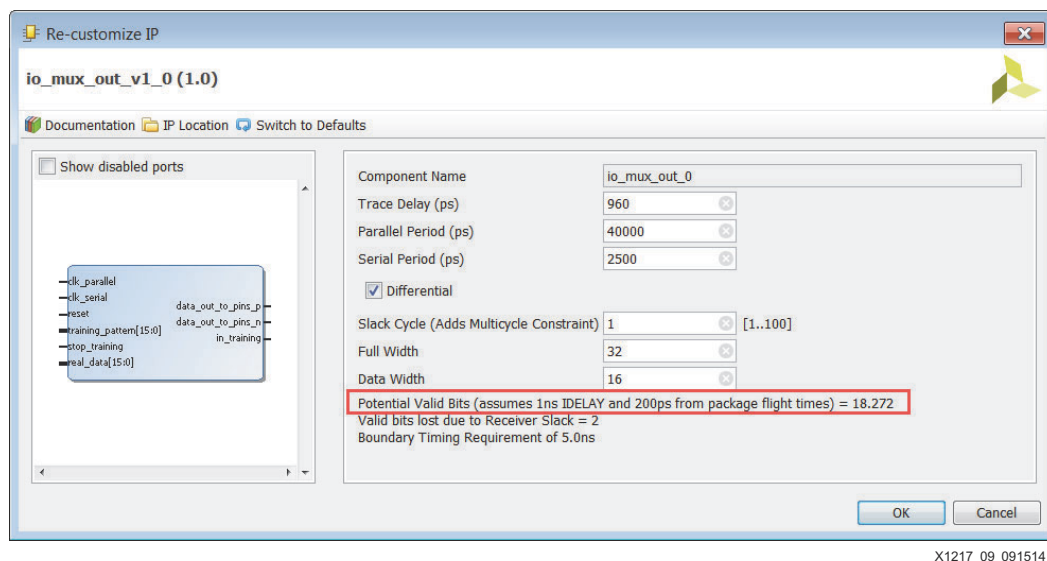 Re-customize IP
io_mux_out_v1_0 (1.0)
Documentation IP Location Switch to Defaults
Show disabled ports
clk_parallel
clk_serial
reset
training_pattern[15:0]
stop_training
real_data[15:0]
data_out_to_pins_p
data_out_to_pins_n
in_training
Component Name io_mux_out_0
Trace Delay (ps) 960
Parallel Period (ps) 40000
Serial Period (ps) 2500
Differential
Slack Cycle (Adds Multicycle Constraint) 1 [1..100]
Full Width 32
Data Width 16
Potential Valid Bits (assumes 1ns IDELAY and 200ps from package flight times) = 18.272
Valid bits lost due to Receiver Slack = 2
Boundary Timing Requirement of 5.0ns
OK Cancel
X1217_09_091514